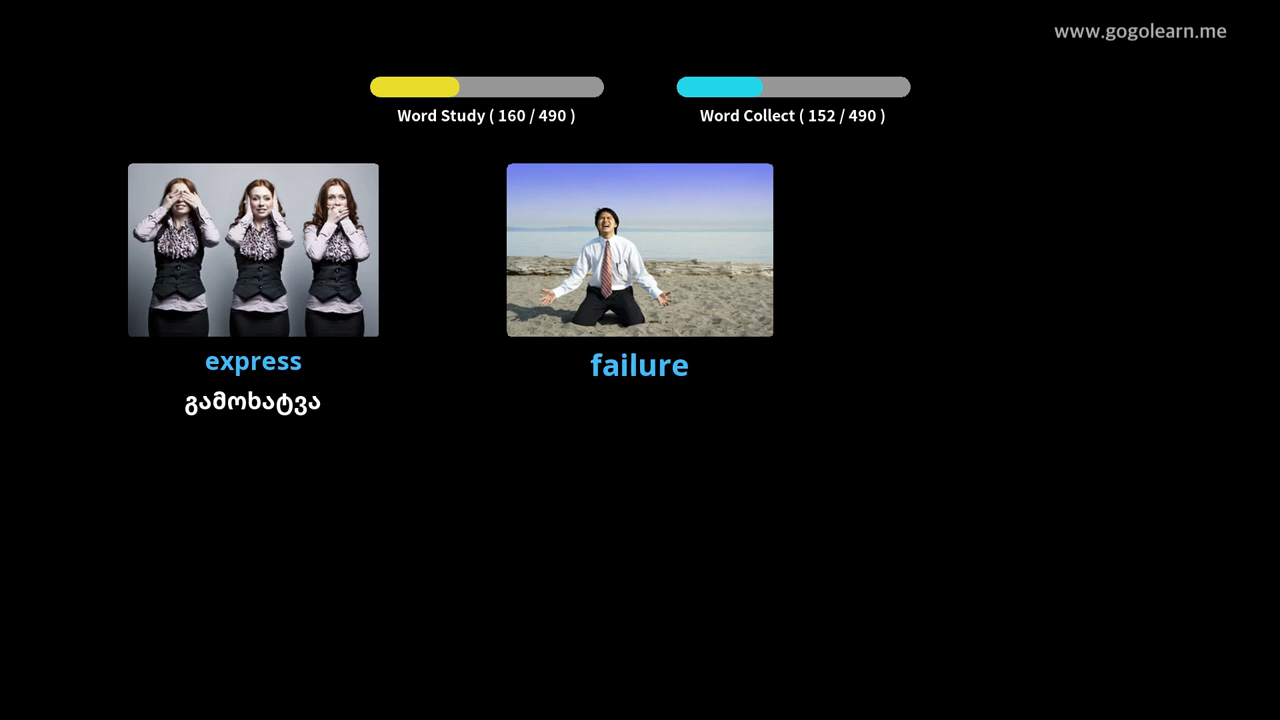 www.gogolearn.me
Word Study ( 160 / 490 )
Word Collect ( 152 / 490 )
express
გამოხატვა
failure